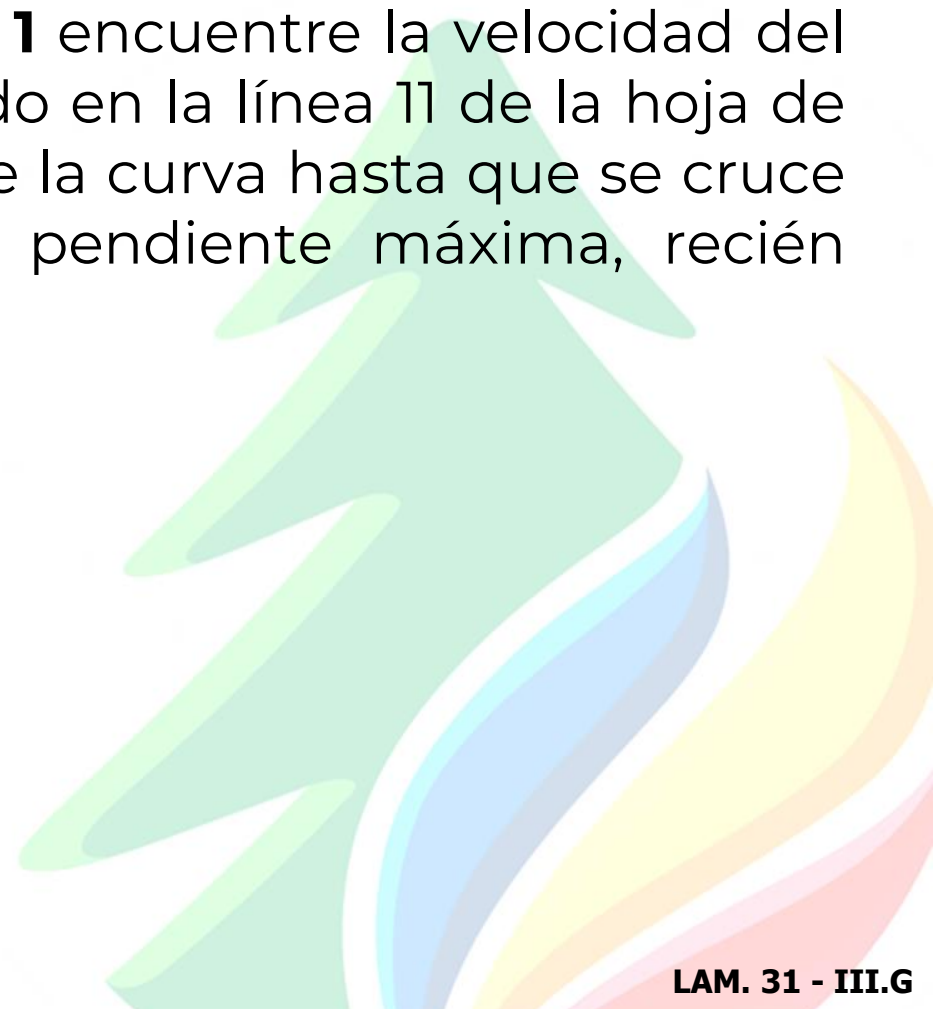 1 encuentre la velocidad del
do en la línea 11 de la hoja de
e la curva hasta que se cruce
pendiente máxima, recién
LAM. 31 - III.G